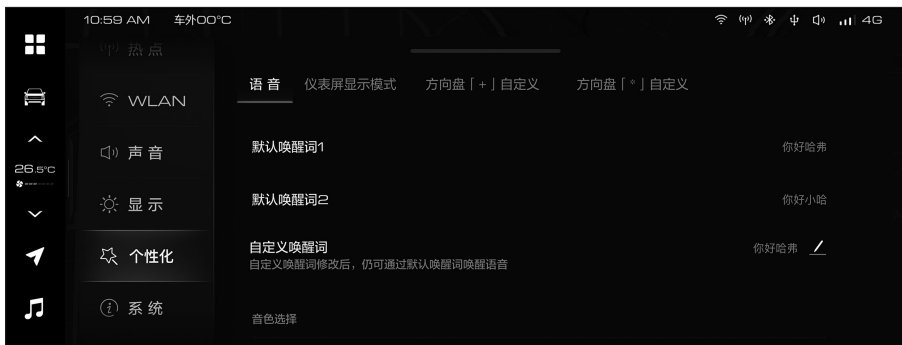 10:59 AM 车外00°C 4G
热点
语音 仪表屏显示模式 方向盘「+」自定义 方向盘「*」自定义
WLAN
默认唤醒词1 你好哈弗
声音
26.5°C
默认唤醒词2 你好小哈
显示
自定义唤醒词 你好哈弗
个性化
自定义唤醒词修改后，仍可通过默认唤醒词唤醒语音
系统
音色选择